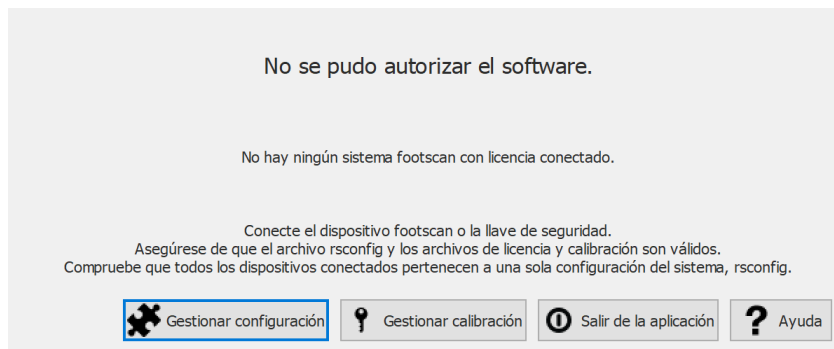 No se pudo autorizar el software.
No hay ningún sistema footscan con licencia conectado.
Conecte el dispositivo footscan o la llave de seguridad.
Asegúrese de que el archivo rsconfig y los archivos de licencia y calibración son válidos.
Compruebe que todos los dispositivos conectados pertenecen a una sola configuración del sistema, rsconfig.
Gestionar configuración Gestionar calibración Salir de la aplicación Ayuda